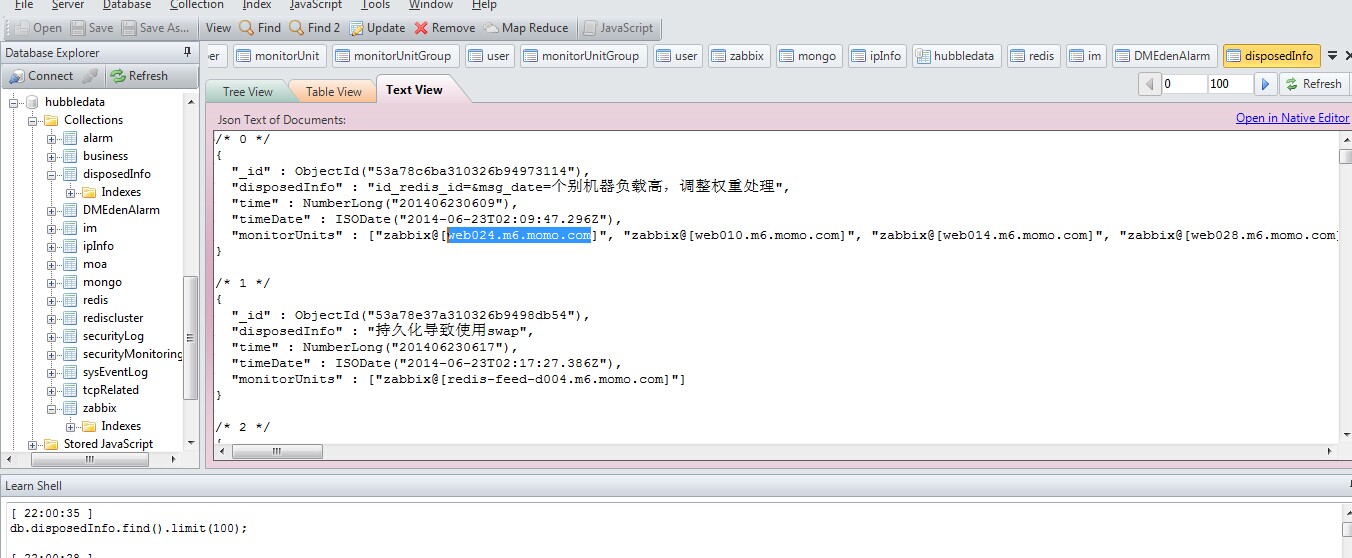 File Server Database Collection Index JavaScript Tools Window Help
Open Save Save As... View Find Find 2 Update Remove Map Reduce JavaScript
Database Explorer
Connect Refresh
hubbledata
Collections
alarm
business
disposedInfo
Indexes
DMEdenAlarm
im
ipInfo
moa
mongo
redis
rediscluster
securityLog
securityMonitoring
sysEventLog
tcpRelated
zabbix
Indexes
Stored JavaScript
er monitorUnit monitorUnitGroup user monitorUnitGroup user zabbix mongo ipInfo hubbledata redis im DMEdenAlarm disposedInfo
Tree View Table View Text View
0 100 Refresh
Json Text of Documents: Open in Native Editor
/* 0 */
{
"_id" : ObjectId("53a78c6ba310326b94973114"),
"disposedInfo" : "id_redis_id=&msg_date=个别机器负载高，调整权重处理",
"time" : NumberLong("201406230609"),
"timeDate" : ISODate("2014-06-23T02:09:47.296Z"),
"monitorUnits" : ["zabbix@[web024.m6.momo.com]", "zabbix@[web010.m6.momo.com]", "zabbix@[web014.m6.momo.com]", "zabbix@[web028.m6.momo.com]
}
/* 1 */
{
"_id" : ObjectId("53a78e37a310326b9498db54"),
"disposedInfo" : "持久化导致使用swap",
"time" : NumberLong("201406230617"),
"timeDate" : ISODate("2014-06-23T02:17:27.386Z"),
"monitorUnits" : ["zabbix@[redis-feed-d004.m6.momo.com]"]
}
/* 2 */
{
Learn Shell
[ 22:00:35 ]
db.disposedInfo.find().limit(100);
[ 22:00:28 ]